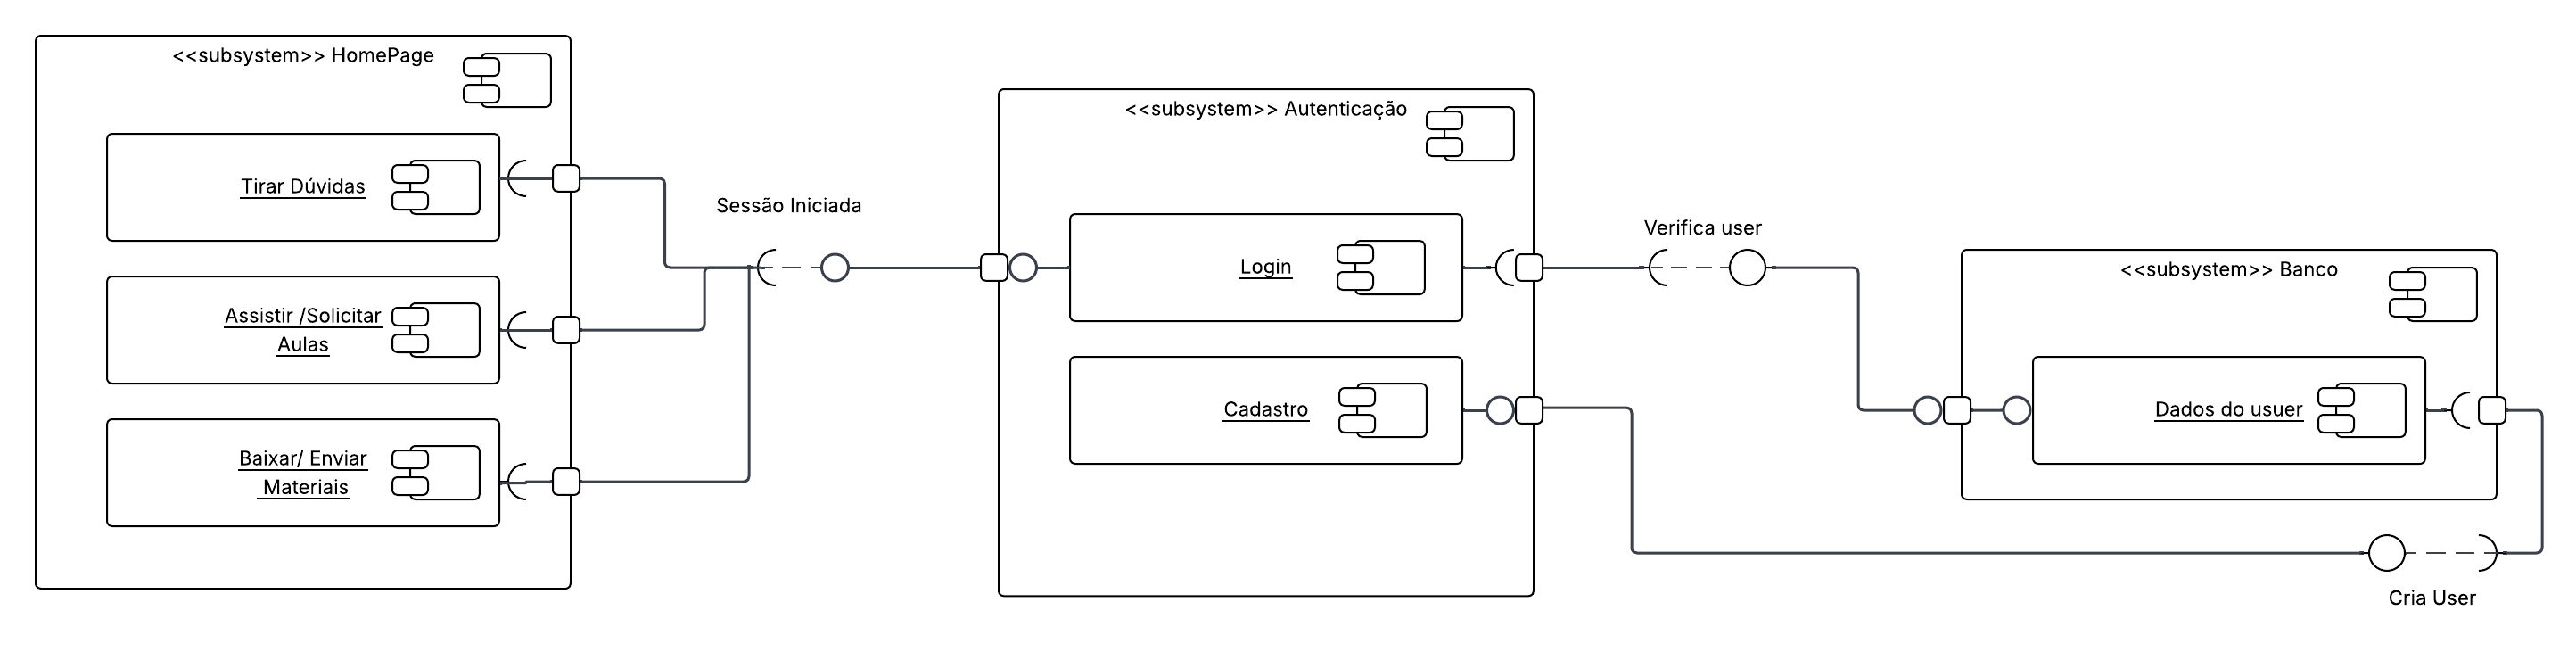 <<subsystem>> HomePage
Tirar Dúvidas
Assistir /Solicitar
Aulas
Baixar/ Enviar
Materiais
Sessão Iniciada
<<subsystem>> Autenticação
Login
Cadastro
Verifica user
<<subsystem>> Banco
Dados do usuer
Cria User